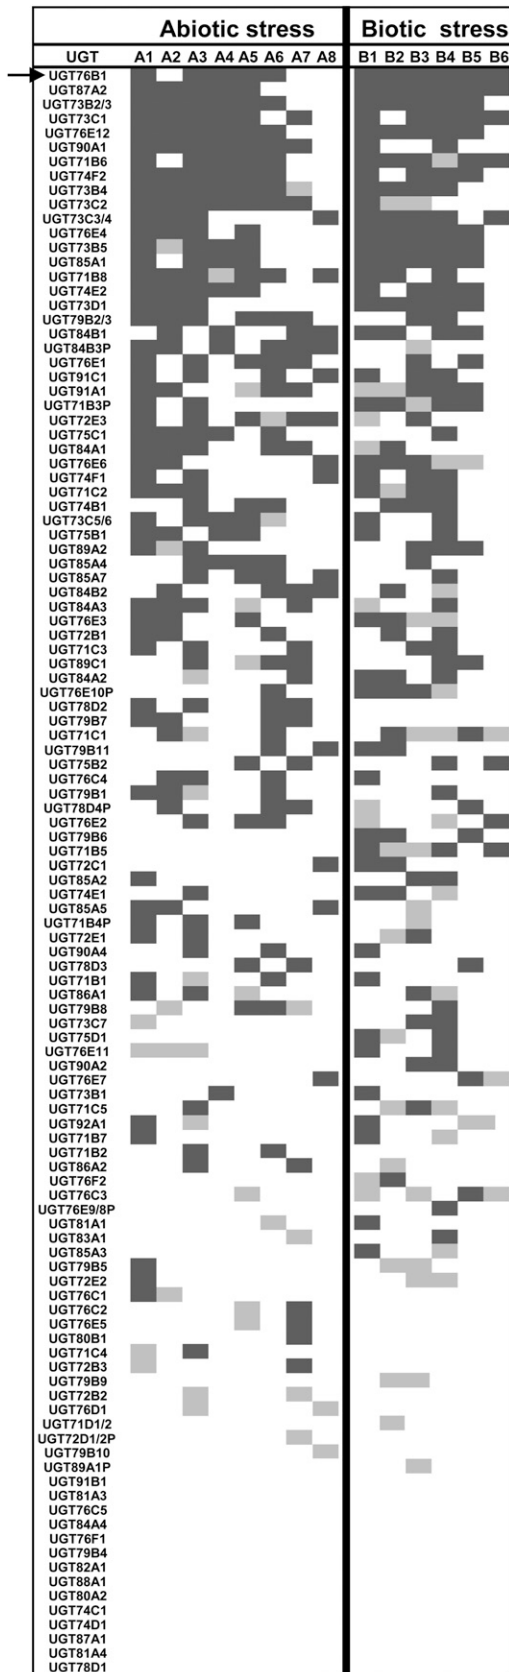 Abiotic stress Biotic stress
UGT A1 A2 A3 A4 A5 A6 A7 A8 B1 B2 B3 B4 B5 B6
UGT76B1
UGT87A2
UGT73B2/3
UGT73C1
UGT76E12
UGT90A1
UGT71B6
UGT74F2
UGT73B4
UGT73C2
UGT73C3/4
UGT76E4
UGT73B5
UGT85A1
UGT71B8
UGT74E2
UGT73D1
UGT79B2/3
UGT84B1
UGT84B3P
UGT76E1
UGT91C1
UGT91A1
UGT71B3P
UGT72E3
UGT75C1
UGT84A1
UGT76E6
UGT74F1
UGT71C2
UGT74B1
UGT73C5/6
UGT75B1
UGT89A2
UGT85A4
UGT85A7
UGT84B2
UGT84A3
UGT76E3
UGT72B1
UGT71C3
UGT89C1
UGT84A2
UGT76E10P
UGT78D2
UGT79B7
UGT71C1
UGT79B11
UGT75B2
UGT76C4
UGT79B1
UGT78D4P
UGT76E2
UGT79B6
UGT71B5
UGT72C1
UGT85A2
UGT74E1
UGT85A5
UGT71B4P
UGT72E1
UGT90A4
UGT78D3
UGT71B1
UGT86A1
UGT79B8
UGT73C7
UGT75D1
UGT76E11
UGT90A2
UGT76E7
UGT73B1
UGT71C5
UGT92A1
UGT71B7
UGT71B2
UGT86A2
UGT76F2
UGT76C3
UGT76E9/8P
UGT81A1
UGT83A1
UGT85A3
UGT79B5
UGT72E2
UGT76C1
UGT76C2
UGT76E5
UGT80B1
UGT71C4
UGT72B3
UGT79B9
UGT72B2
UGT76D1
UGT71D1/2
UGT72D1/2P
UGT79B10
UGT89A1P
UGT91B1
UGT81A3
UGT76C5
UGT84A4
UGT76F1
UGT79B4
UGT82A1
UGT88A1
UGT80A2
UGT74C1
UGT74D1
UGT87A1
UGT81A4
UGT78D1